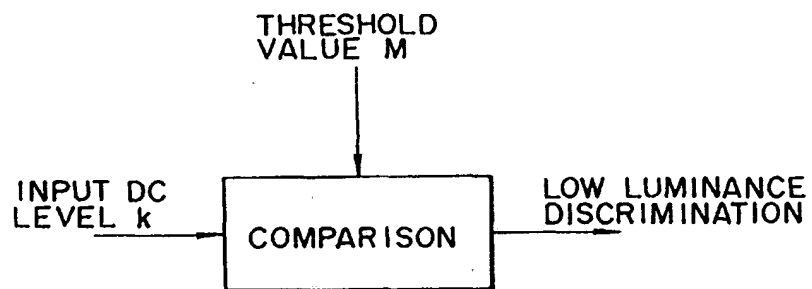 THRESHOLD
VALUE M
INPUT DC
LEVEL k
COMPARISON
LOW LUMINANCE
DISCRIMINATION